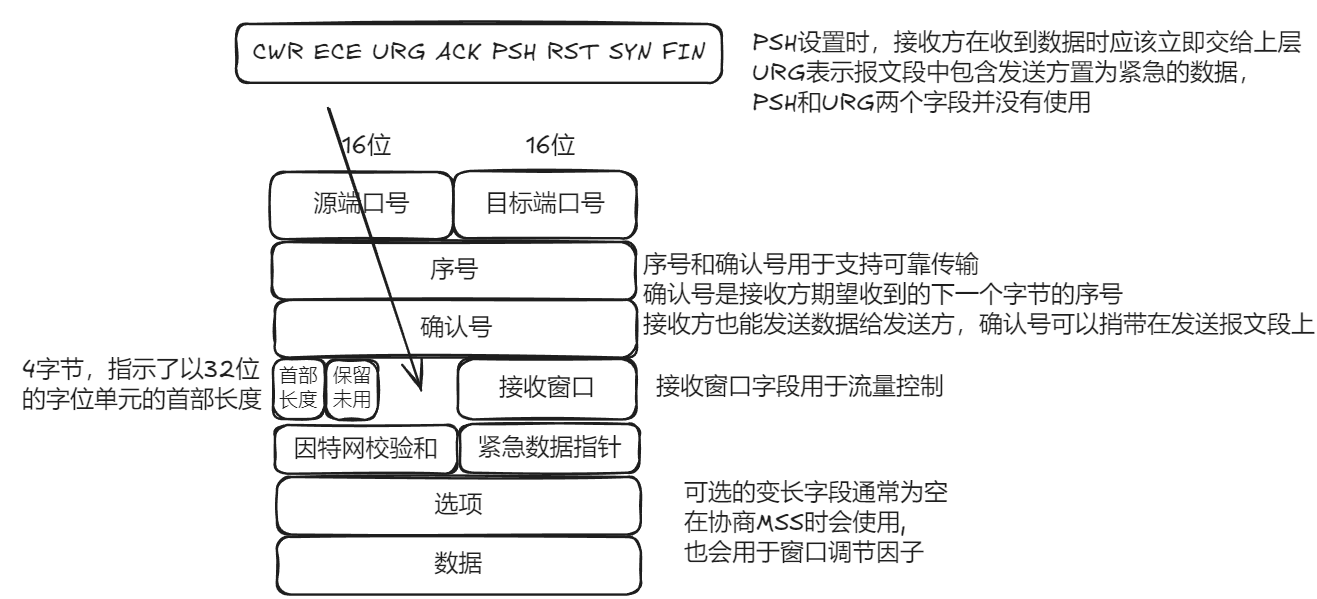 CWR ECE URG ACK PSH RST SYN FIN
PSH设置时，接收方在收到数据时应该立即交给上层
URG表示报文段中包含发送方置为紧急的数据，
PSH和URG两个字段并没有使用
16位
16位
源端口号
目标端口号
序号
序号和确认号用于支持可靠传输
确认号是接收方期望收到的下一个字节的序号
接收方也能发送数据给发送方，确认号可以捎带在发送报文段上
确认号
4字节，指示了以32位
的字位单元的首部长度
首部
长度
保留
未用
接收窗口
接收窗口字段用于流量控制
因特网校验和
紧急数据指针
选项
可选的变长字段通常为空
在协商MSS时会使用，
也会用于窗口调节因子
数据